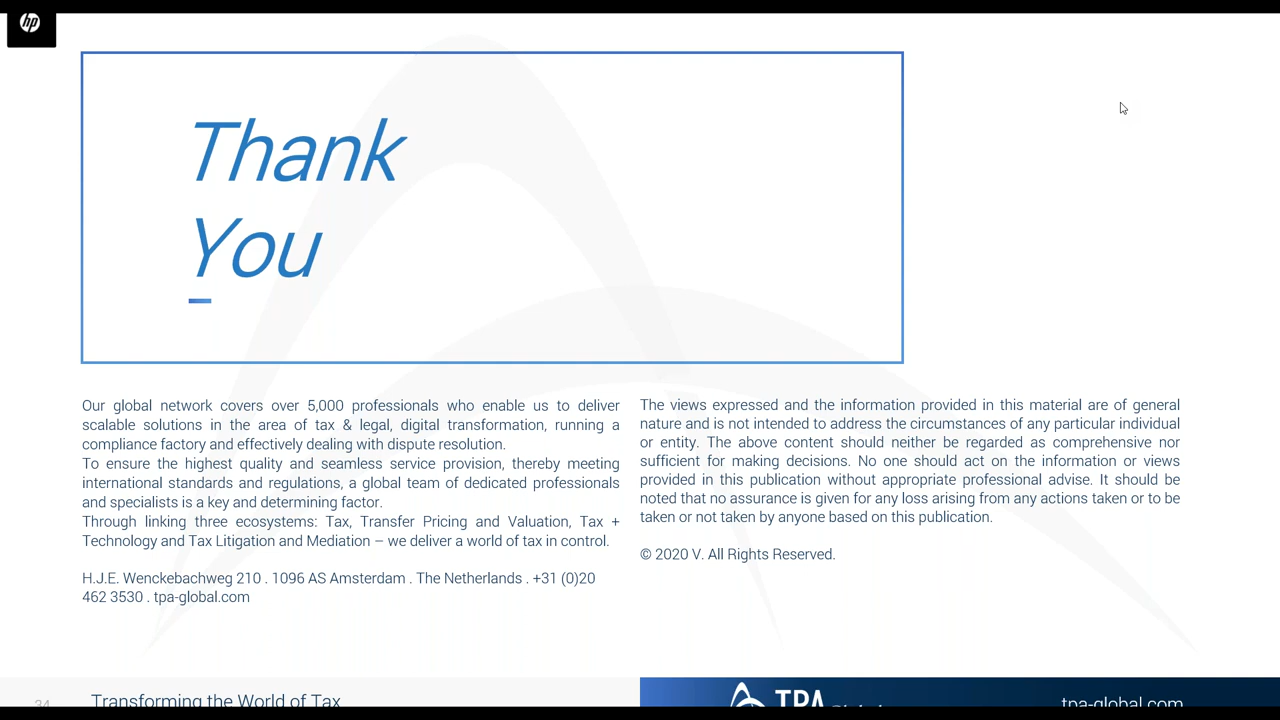 hp
Thank
You
Our global network covers over 5,000 professionals who enable us to deliver
scalable solutions in the area of tax & legal, digital transformation, running a
compliance factory and effectively dealing with dispute resolution.
To ensure the highest quality and seamless service provision, thereby meeting
international standards and regulations, a global team of dedicated professionals
and specialists is a key and determining factor.
Through linking three ecosystems: Tax, Transfer Pricing and Valuation, Tax +
Technology and Tax Litigation and Mediation – we deliver a world of tax in control.
H.J.E. Wenckebachweg 210 . 1096 AS Amsterdam . The Netherlands . +31 (0)20
462 3530 . tpa-global.com
The views expressed and the information provided in this material are of general
nature and is not intended to address the circumstances of any particular individual
or entity. The above content should neither be regarded as comprehensive nor
sufficient for making decisions. No one should act on the information or views
provided in this publication without appropriate professional advise. It should be
noted that no assurance is given for any loss arising from any actions taken or to be
taken or not taken by anyone based on this publication.
© 2020 V. All Rights Reserved.
34 Transforming the World of Tax
TPA
tpa-global.com